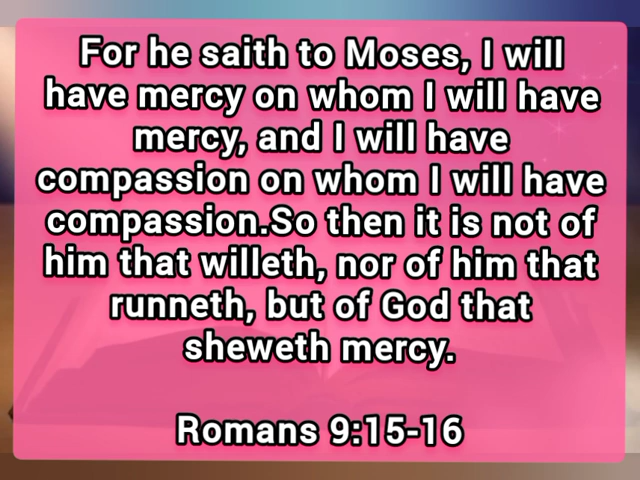 For he saith to Moses, I will
have mercy on whom I will have
mercy, and I will have
compassion on whom I will have
compassion.So then it is not of
him that willeth, nor of him that
runneth, but of God that
sheweth mercy.
Romans 9:15-16